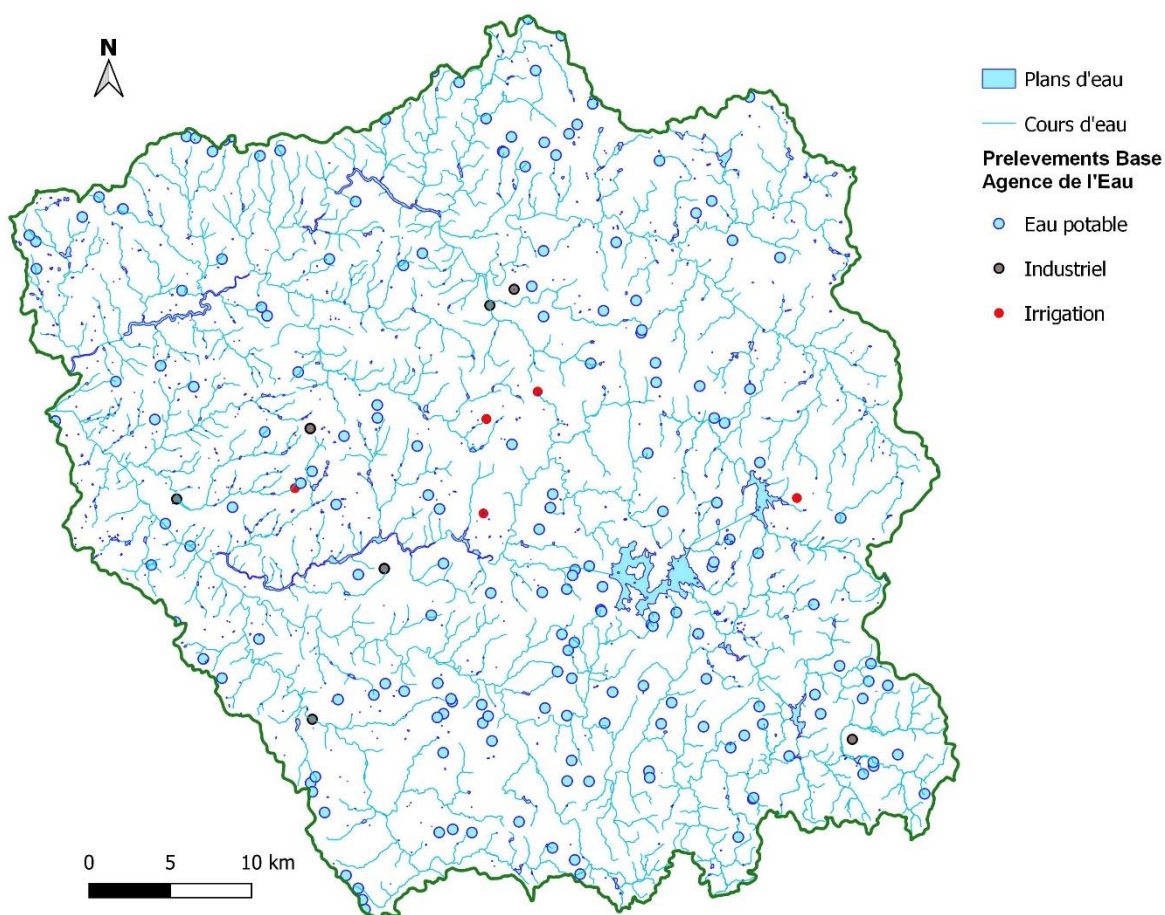 N
Plans d'eau
Cours d'eau
Prelevements Base
Agence de l'Eau
Eau potable
Industriel
Irrigation
0 5 10 km